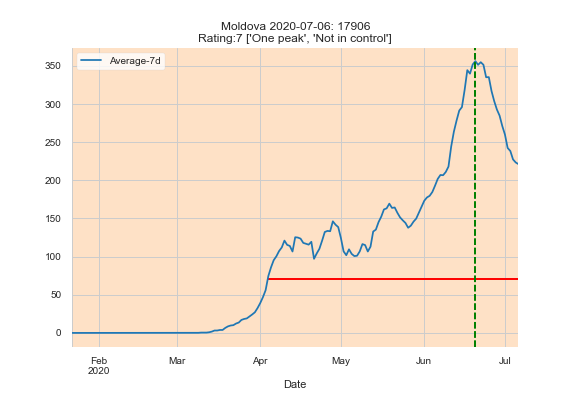 Moldova 2020-07-06: 17906
Rating:7 ['One peak', 'Not in control']
Average-7d
350
300
250
200
150
100
50
0
Feb
2020
Mar
Apr
May
Jun
Jul
Date